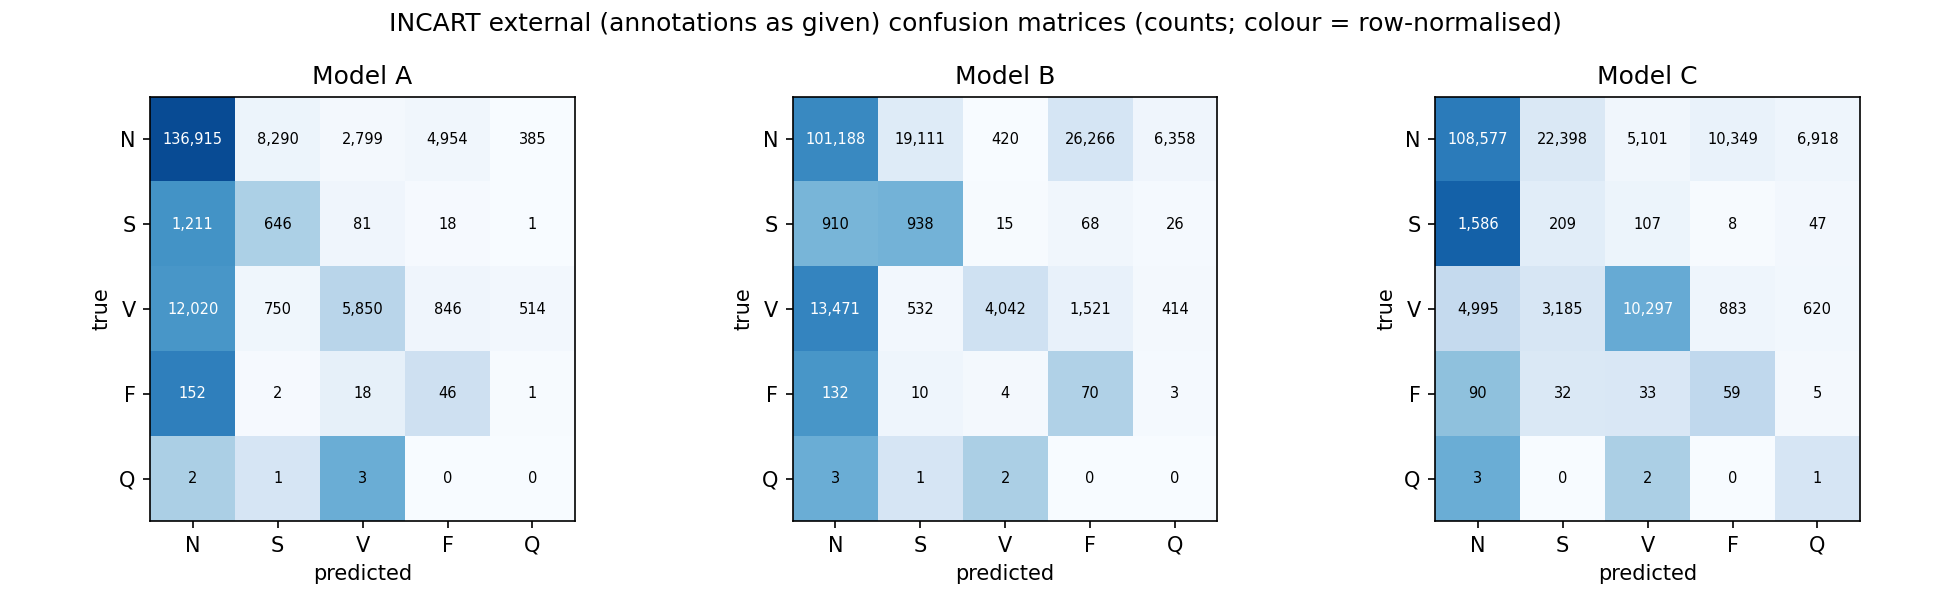 INCART external (annotations as given) confusion matrices (counts; colour = row-normalised)
Model A
N 136,915 8,290 2,799 4,954 385
S 1,211 646 81 18 1
V 12,020 750 5,850 846 514
F 152 2 18 46 1
Q 2 1 3 0 0
N S V F Q
predicted
true
Model B
N 101,188 19,111 420 26,266 6,358
S 910 938 15 68 26
V 13,471 532 4,042 1,521 414
F 132 10 4 70 3
Q 3 1 2 0 0
N S V F Q
predicted
true
Model C
N 108,577 22,398 5,101 10,349 6,918
S 1,586 209 107 8 47
V 4,995 3,185 10,297 883 620
F 90 32 33 59 5
Q 3 0 2 0 1
N S V F Q
predicted
true